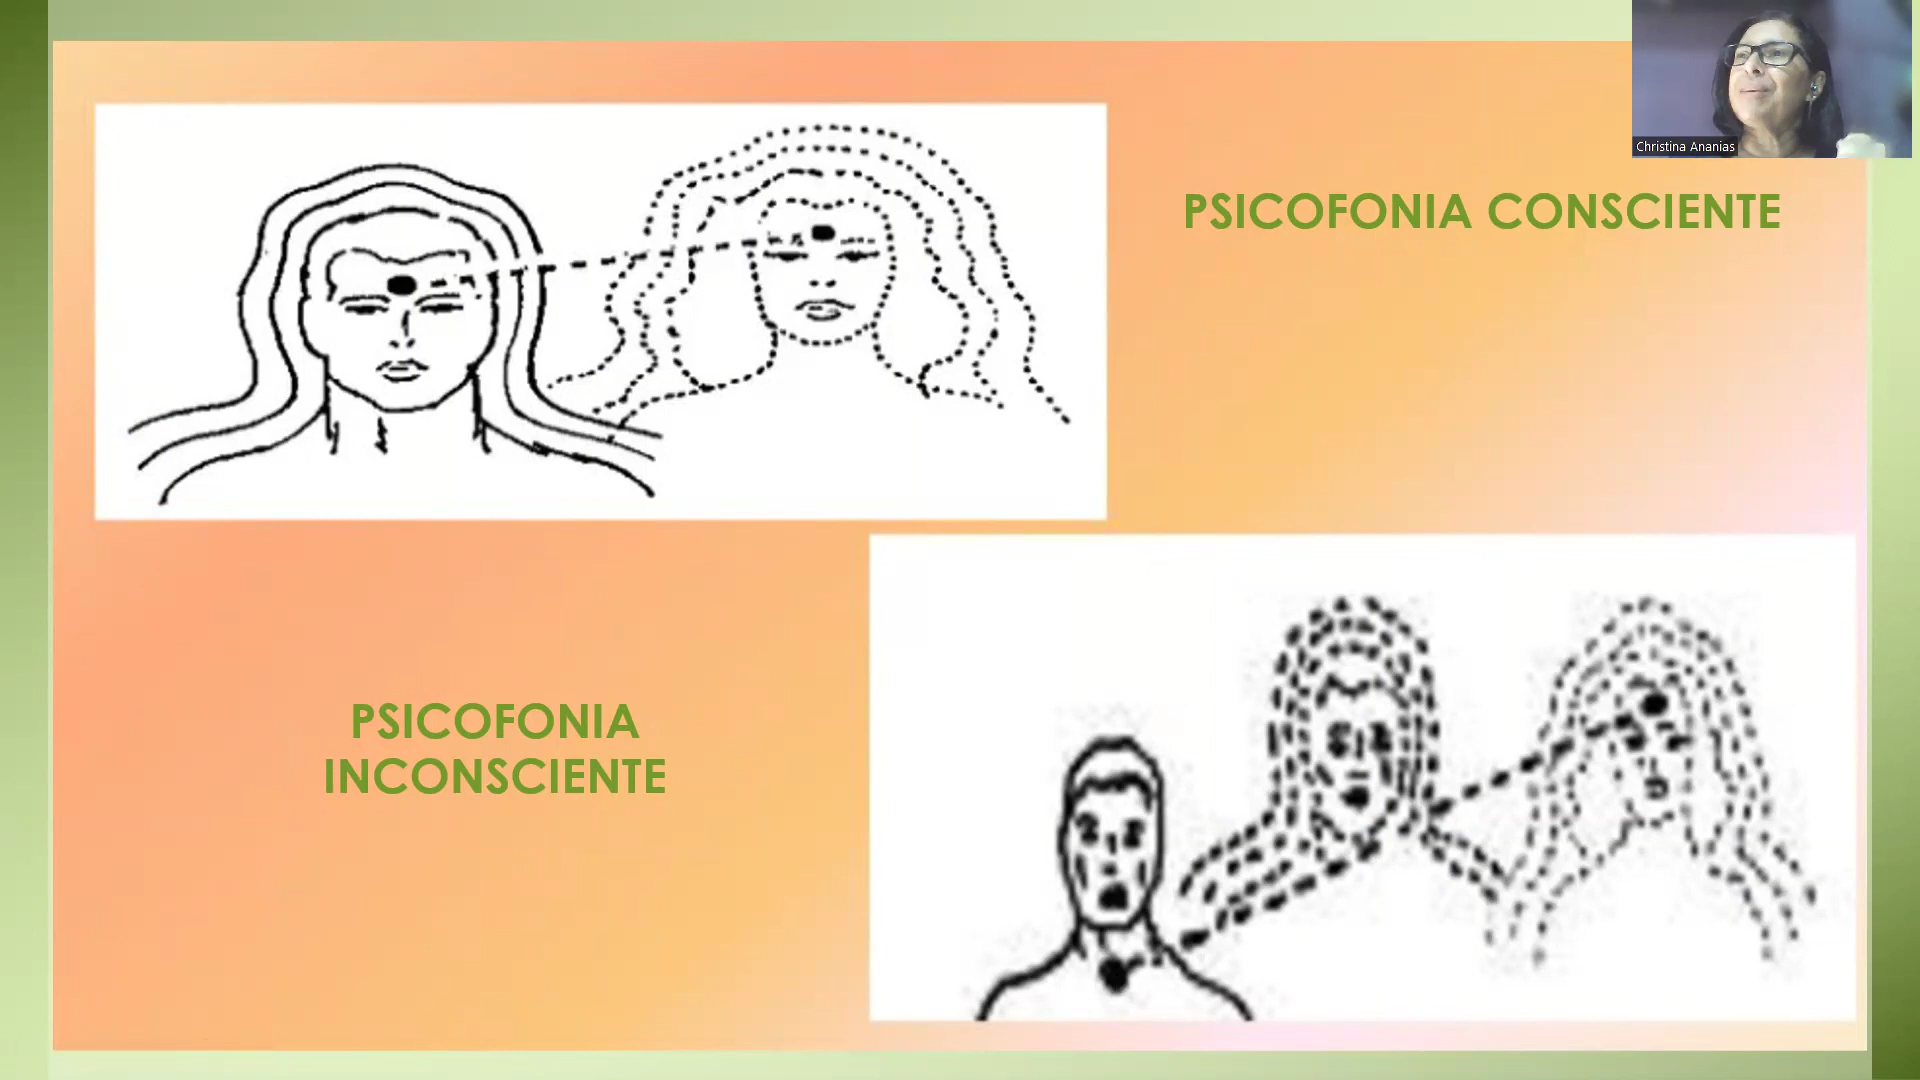 Christina Ananias
PSICOFONIA CONSCIENTE
PSICOFONIA
INCONSCIENTE